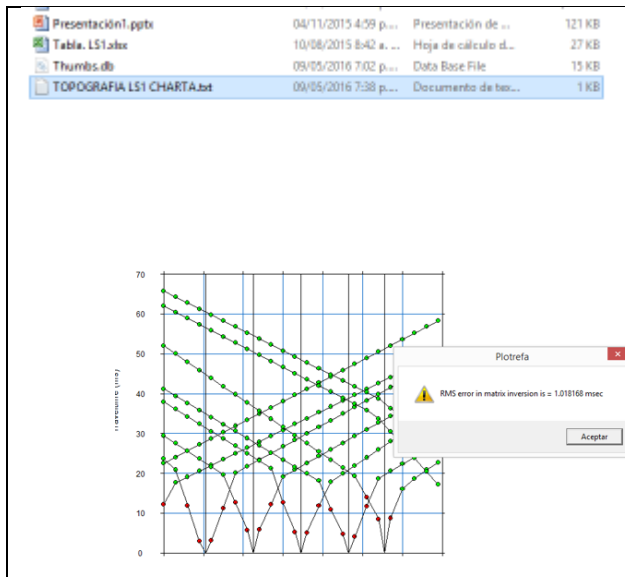 Presentación1.pptx 04/11/2015 4:59 p.... Presentación de ... 121 KB
Tabla. LS1.xlsx 10/08/2015 8:42 a. ... Hoja de cálculo d... 27 KB
Thumbs.db 09/05/2016 7:02 p.... Data Base File 15 KB
TOPOGRAFIA LS1 CHARTA.txt 09/05/2016 7:38 p.... Documento de tex... 1 KB
70
60
50
40
30
20
10
0
Plotrefa
RMS error in matrix inversion is = 1.018168 msec
Aceptar